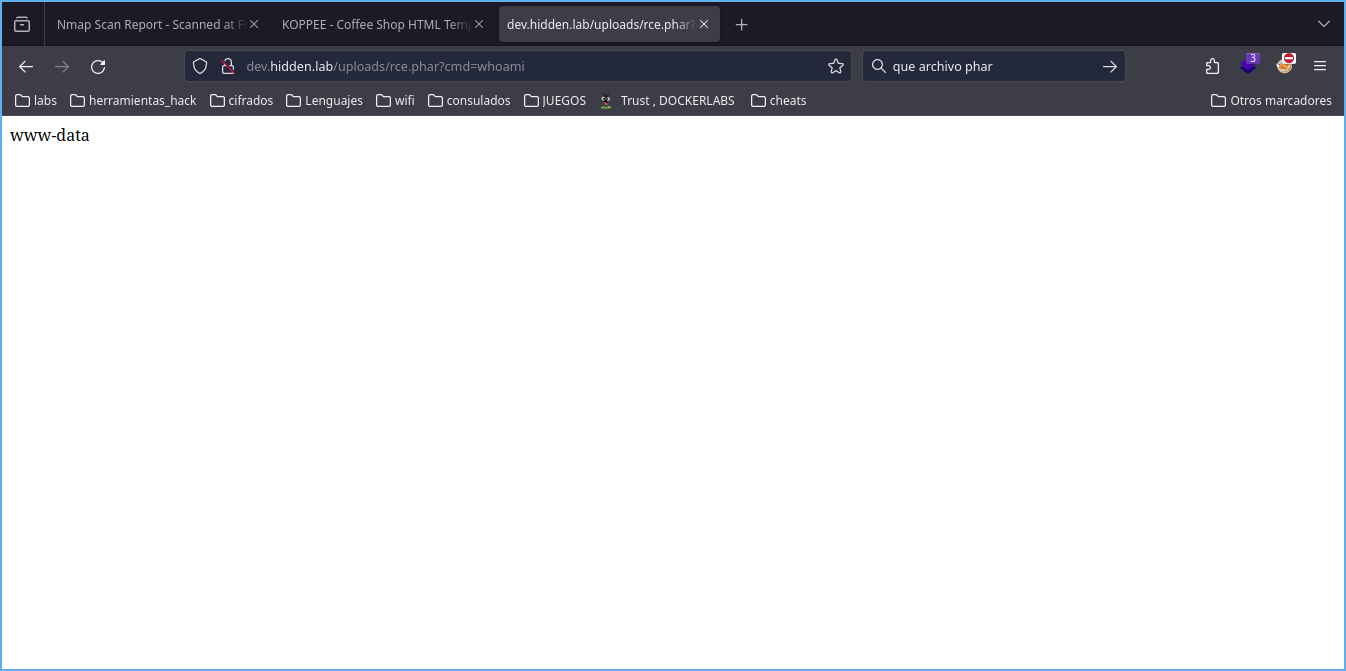 Nmap Scan Report - Scanned at F
KOPPEE - Coffee Shop HTML Tem
dev.hidden.lab/uploads/rce.phar?
dev.hidden.lab/uploads/rce.phar?cmd=whoami
que archivo phar
3
labs
herramientas_hack
cifrados
Lenguajes
wifi
consulados
JUEGOS
Trust , DOCKERLABS
cheats
Otros marcadores
www-data